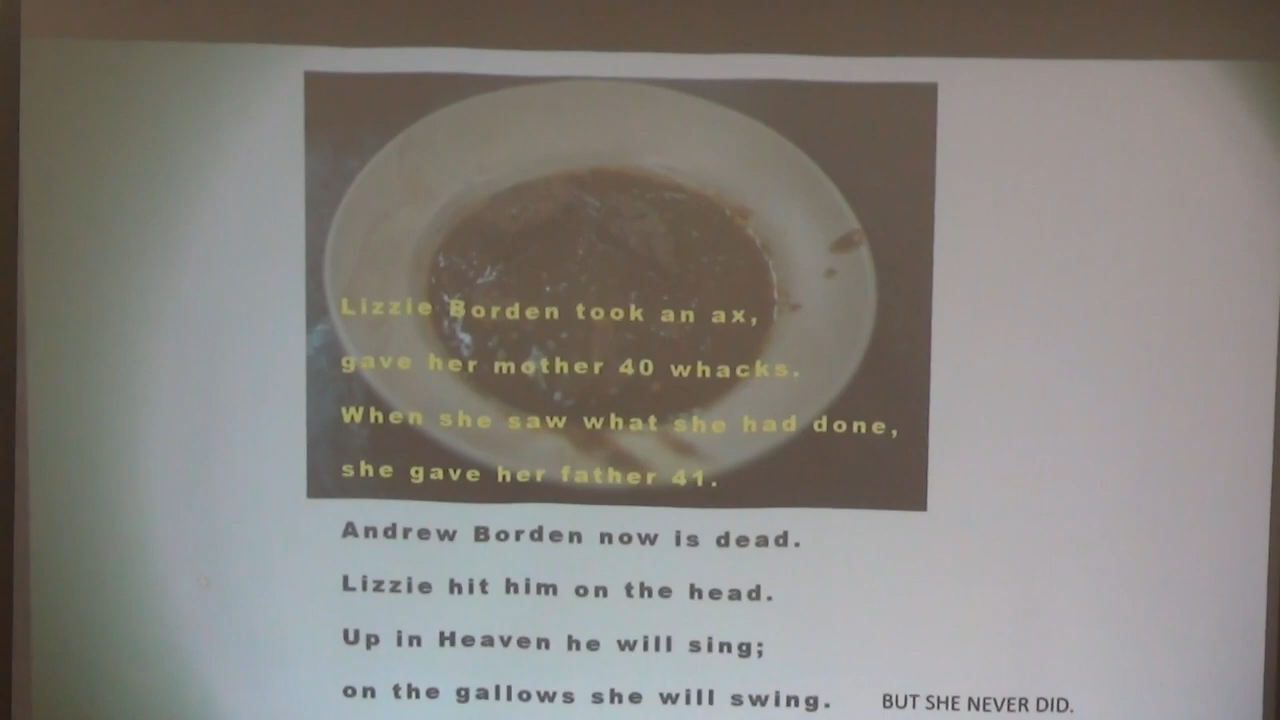 Lizzie Borden took an ax,
gave her mother 40 whacks.
When she saw what she had done,
she gave her father 41.
Andrew Borden now is dead.
Lizzie hit him on the head.
Up in Heaven he will sing;
on the gallows she will swing.
BUT SHE NEVER DID.